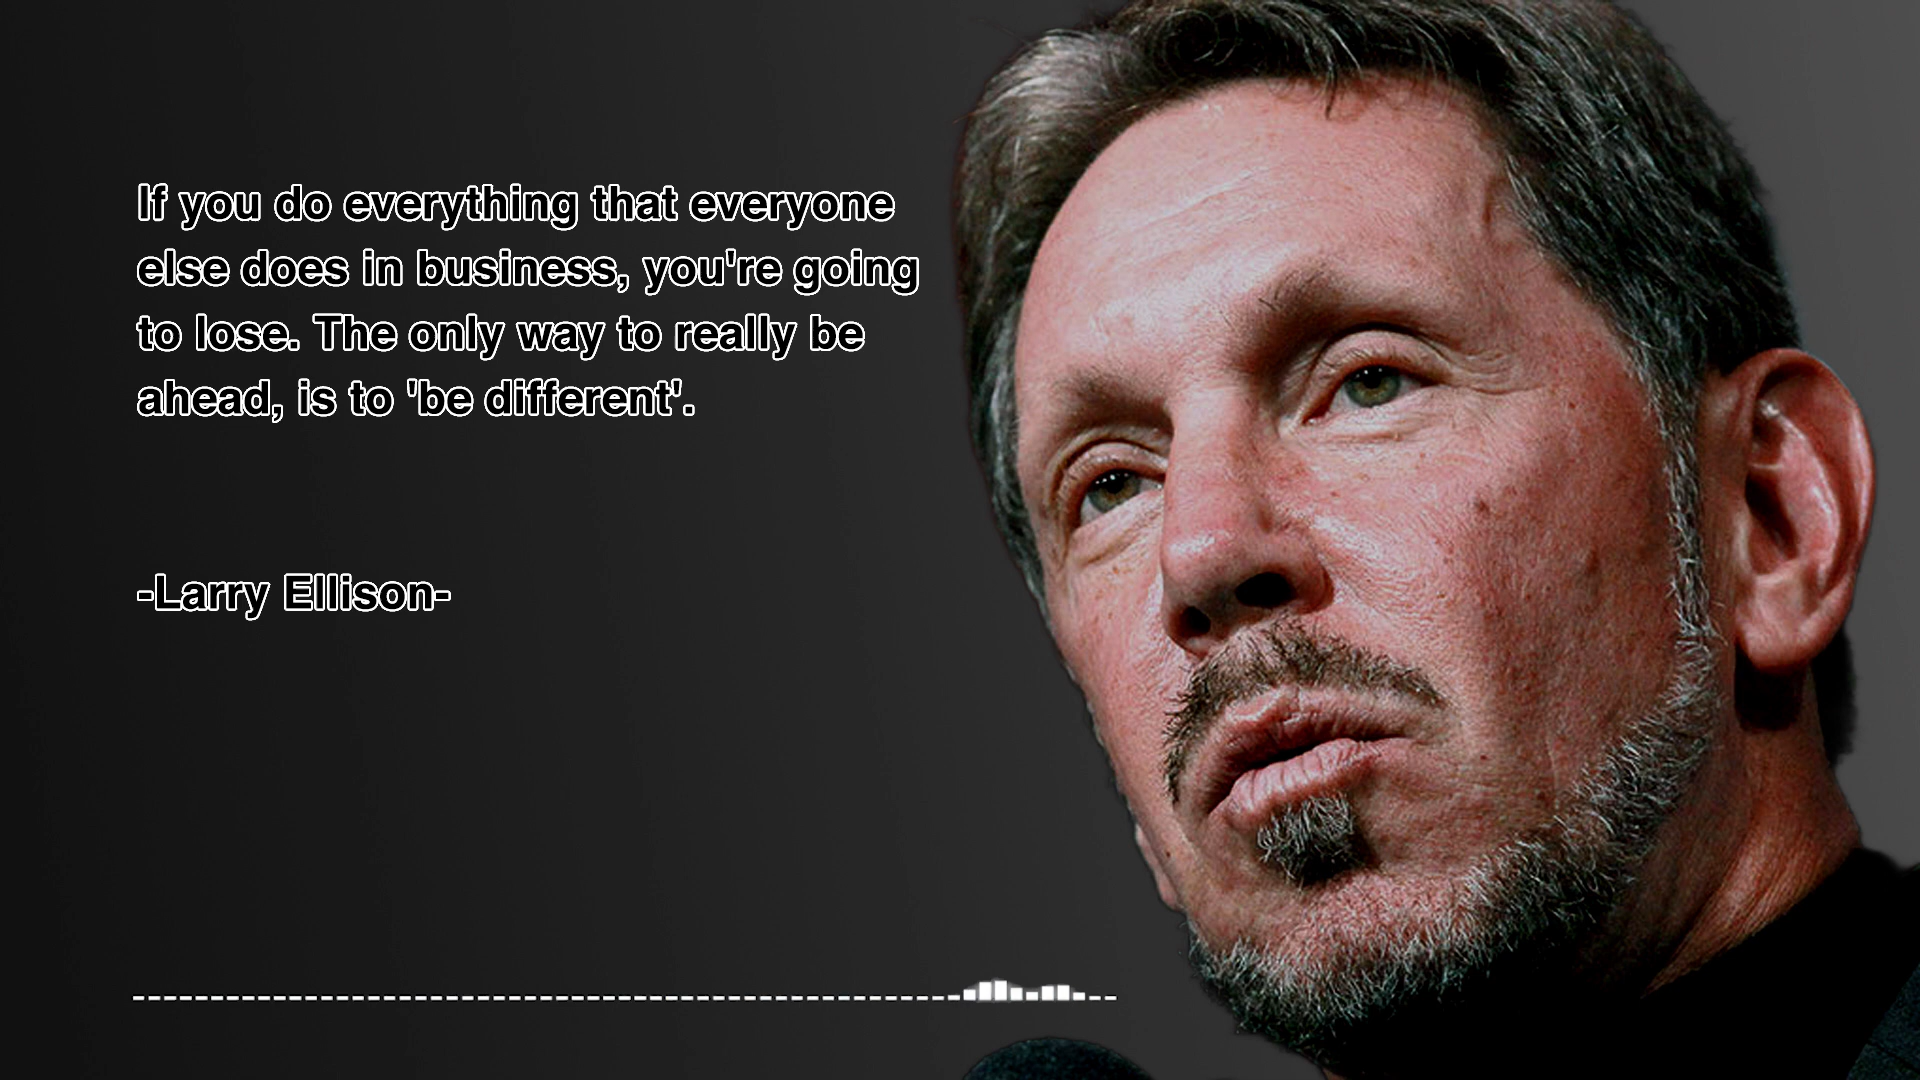 If you do everything that everyone
else does in business, you're going
to lose. The only way to really be
ahead, is to 'be different'.
-Larry Ellison-